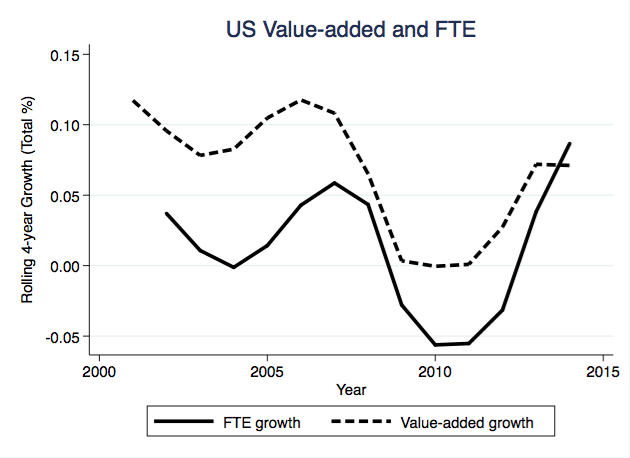 US Value-added and FTE
Rolling 4-year Growth (Total %)
0.15
0.10
0.05
0.00
-0.05
2000 2005 2010 2015
Year
FTE growth Value-added growth